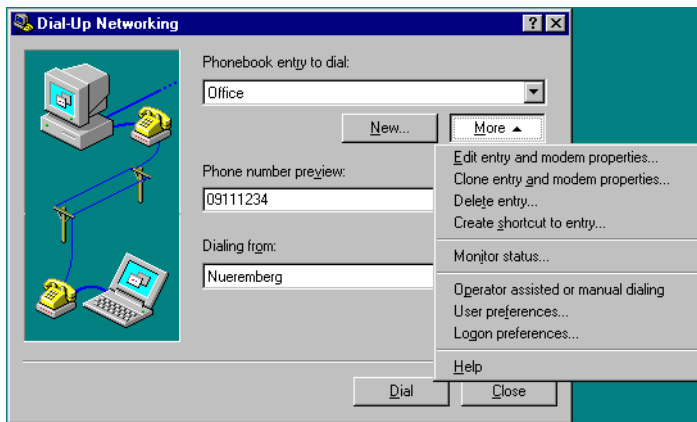 Dial-Up Networking
Phonebook entry to dial:
Office
New...
More
Edit entry and modem properties...
Clone entry and modem properties...
Delete entry...
Create shortcut to entry...
Monitor status...
Operator assisted or manual dialing
User preferences...
Logon preferences...
Help
Phone number preview:
09111234
Dialing from:
Nueremberg
Dial
Close